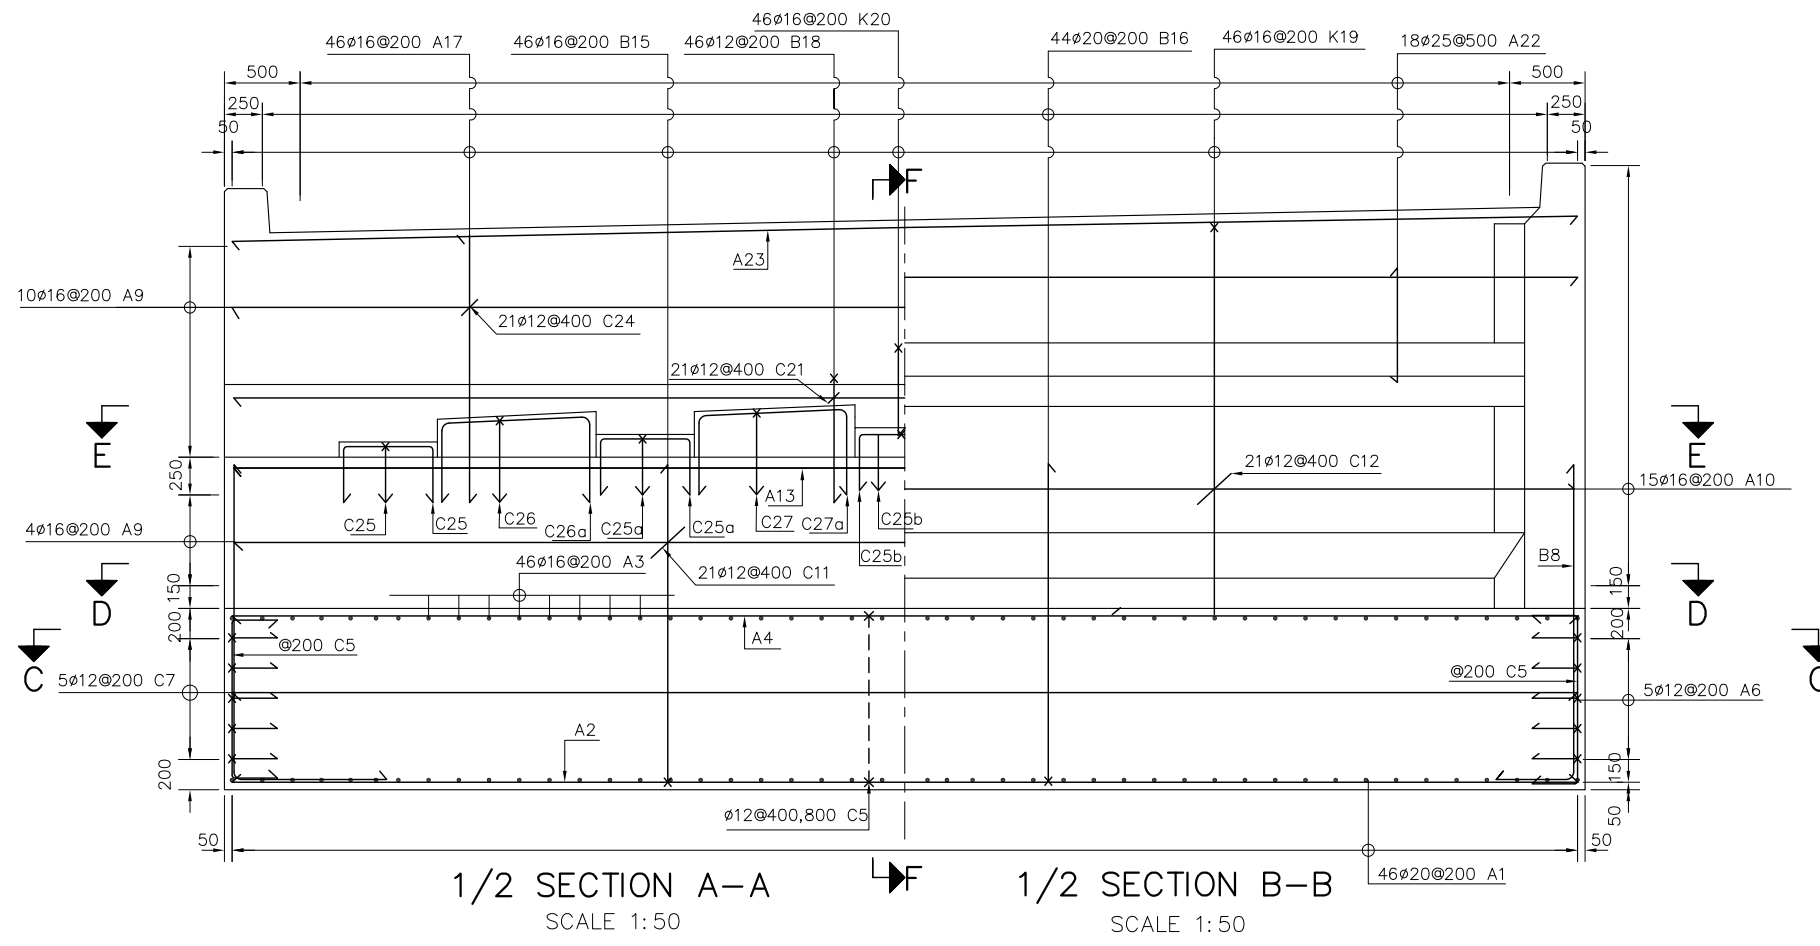 46ø16@200 K20
46ø16@200 A17
46ø16@200 B15
46ø12@200 B18
44ø20@200 B16
46ø16@200 K19
18ø25@500 A22
500
500
250
250
50
50
F
A23
10ø16@200 A9
21ø12@400 C24
21ø12@400 C21
E
E
250
21ø12@400 C12
15ø16@200 A10
A13
C25
C25
C26
C26a
C25a
C25a
C27
C27a
C25b
C25b
4ø16@200 A9
46ø16@200 A3
21ø12@400 C11
B8
150
150
D
D
200
200
A4
@200 C5
@200 C5
C
C
5ø12@200 C7
5ø12@200 A6
A2
200
150
50
ø12@400,800 C5
50
50
F
46ø20@200 A1
1/2 SECTION A-A
SCALE 1:50
1/2 SECTION B-B
SCALE 1:50